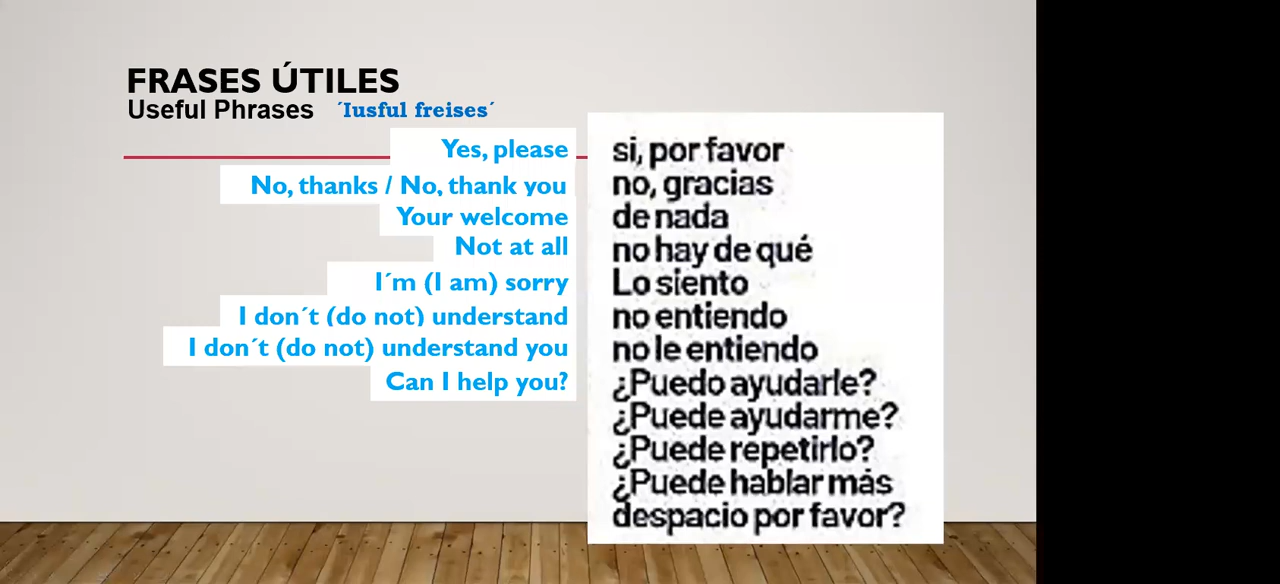 FRASES ÚTILES
Useful Phrases ´Iusful freises´
Yes, please
No, thanks / No, thank you
Your welcome
Not at all
I´m (I am) sorry
I don´t (do not) understand
I don´t (do not) understand you
Can I help you?
si, por favor
no, gracias
de nada
no hay de qué
Lo siento
no entiendo
no le entiendo
¿Puedo ayudarle?
¿Puede ayudarme?
¿Puede repetirlo?
¿Puede hablar más
despacio por favor?